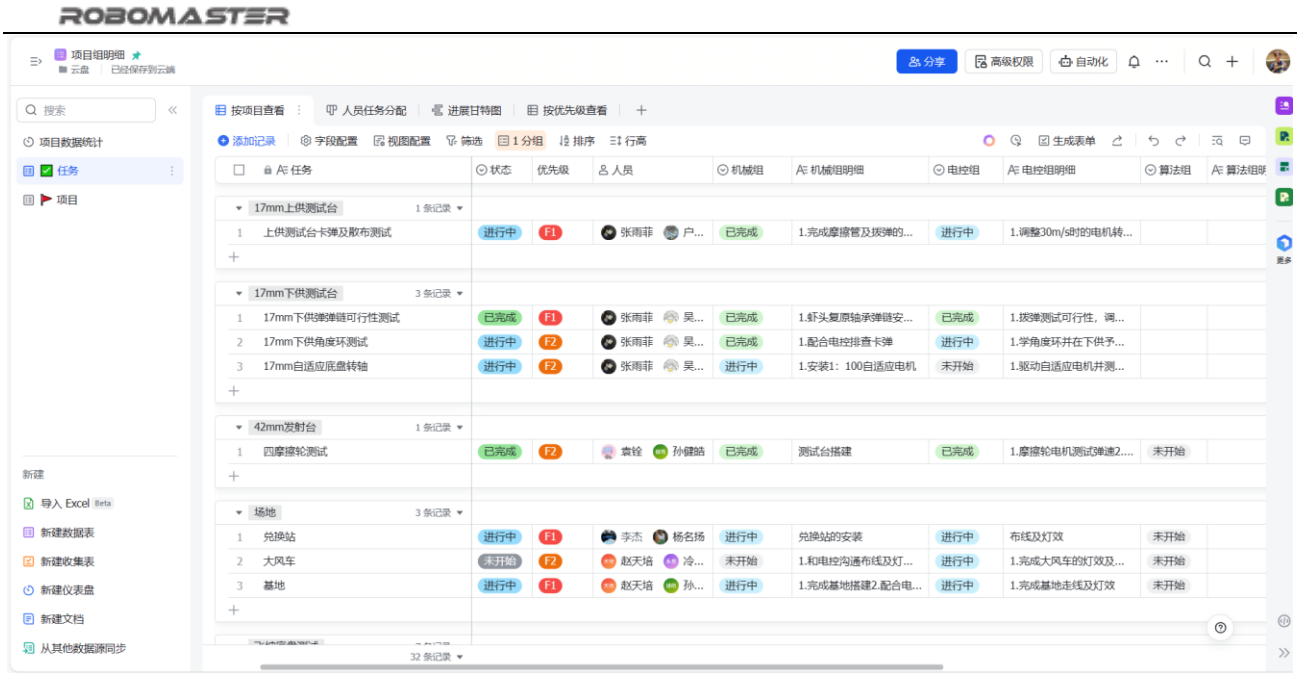 ROBOMASTER
项目组明细
云盘 已经保存到云端
分享 高级权限 自动化
搜索
按项目查看 人员任务分配 进展甘特图 按优先级查看
项目数据统计
添加记录 字段配置 视图配置 筛选 1 分组 排序 行高 生成表单
任务
项目
任务 状态 优先级 人员 机械组 机械组明细 电控组 电控组明细 算法组 算法组明
17mm上供测试台 1 条记录
1 上供测试台卡弹及散布测试 进行中 F1 张雨菲 户... 已完成 1.完成摩擦管及拨弹的... 进行中 1.调整30m/s时的电机转...
17mm下供测试台 3 条记录
1 17mm下供弹弹链可行性测试 已完成 F1 张雨菲 吴... 已完成 1.虾头复原轴承弹链安... 已完成 1.拨弹测试可行性，调...
2 17mm下供角度环测试 进行中 F2 张雨菲 吴... 已完成 1.配合电控排查卡弹 进行中 1.学角度环并在下供予...
3 17mm自适应底盘转轴 进行中 F2 张雨菲 吴... 进行中 1.安装1：100自适应电机 未开始 1.驱动自适应电机并测...
42mm发射台 1 条记录
1 四摩擦轮测试 已完成 F2 袁铨 孙健皓 已完成 测试台搭建 已完成 1.摩擦轮电机测试弹速2.... 未开始
场地 3 条记录
1 兑换站 进行中 F1 李杰 杨名扬 进行中 兑换站的安装 进行中 布线及灯效 未开始
2 大风车 未开始 F2 赵天培 冷... 未开始 1.和电控沟通布线及灯... 进行中 1.完成大风车的灯效及... 未开始
3 基地 进行中 F1 赵天培 孙... 进行中 1.完成基地搭建2.配合电... 进行中 1.完成基地走线及灯效 未开始
32 条记录
新建
导入 Excel Beta
新建数据表
新建收集表
新建仪表盘
新建文档
从其他数据源同步
更多